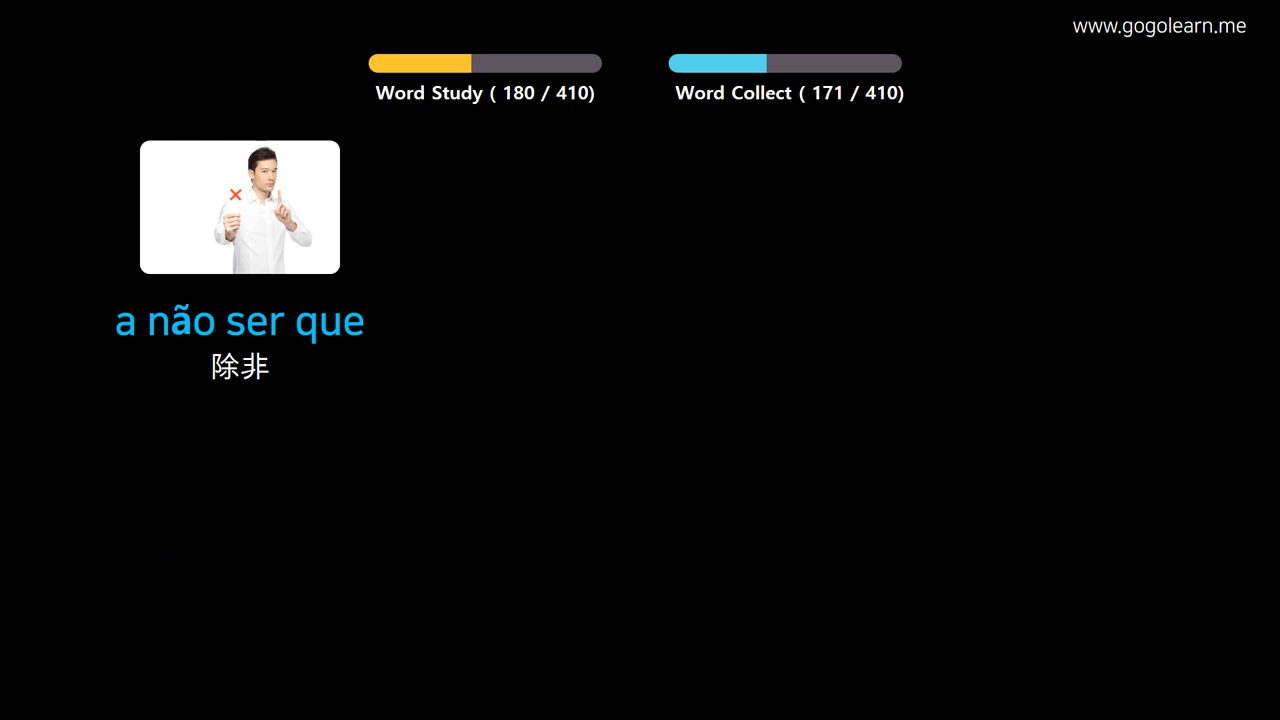 www.gogolearn.me
Word Study ( 180 / 410)
Word Collect ( 171 / 410)
a não ser que
除非